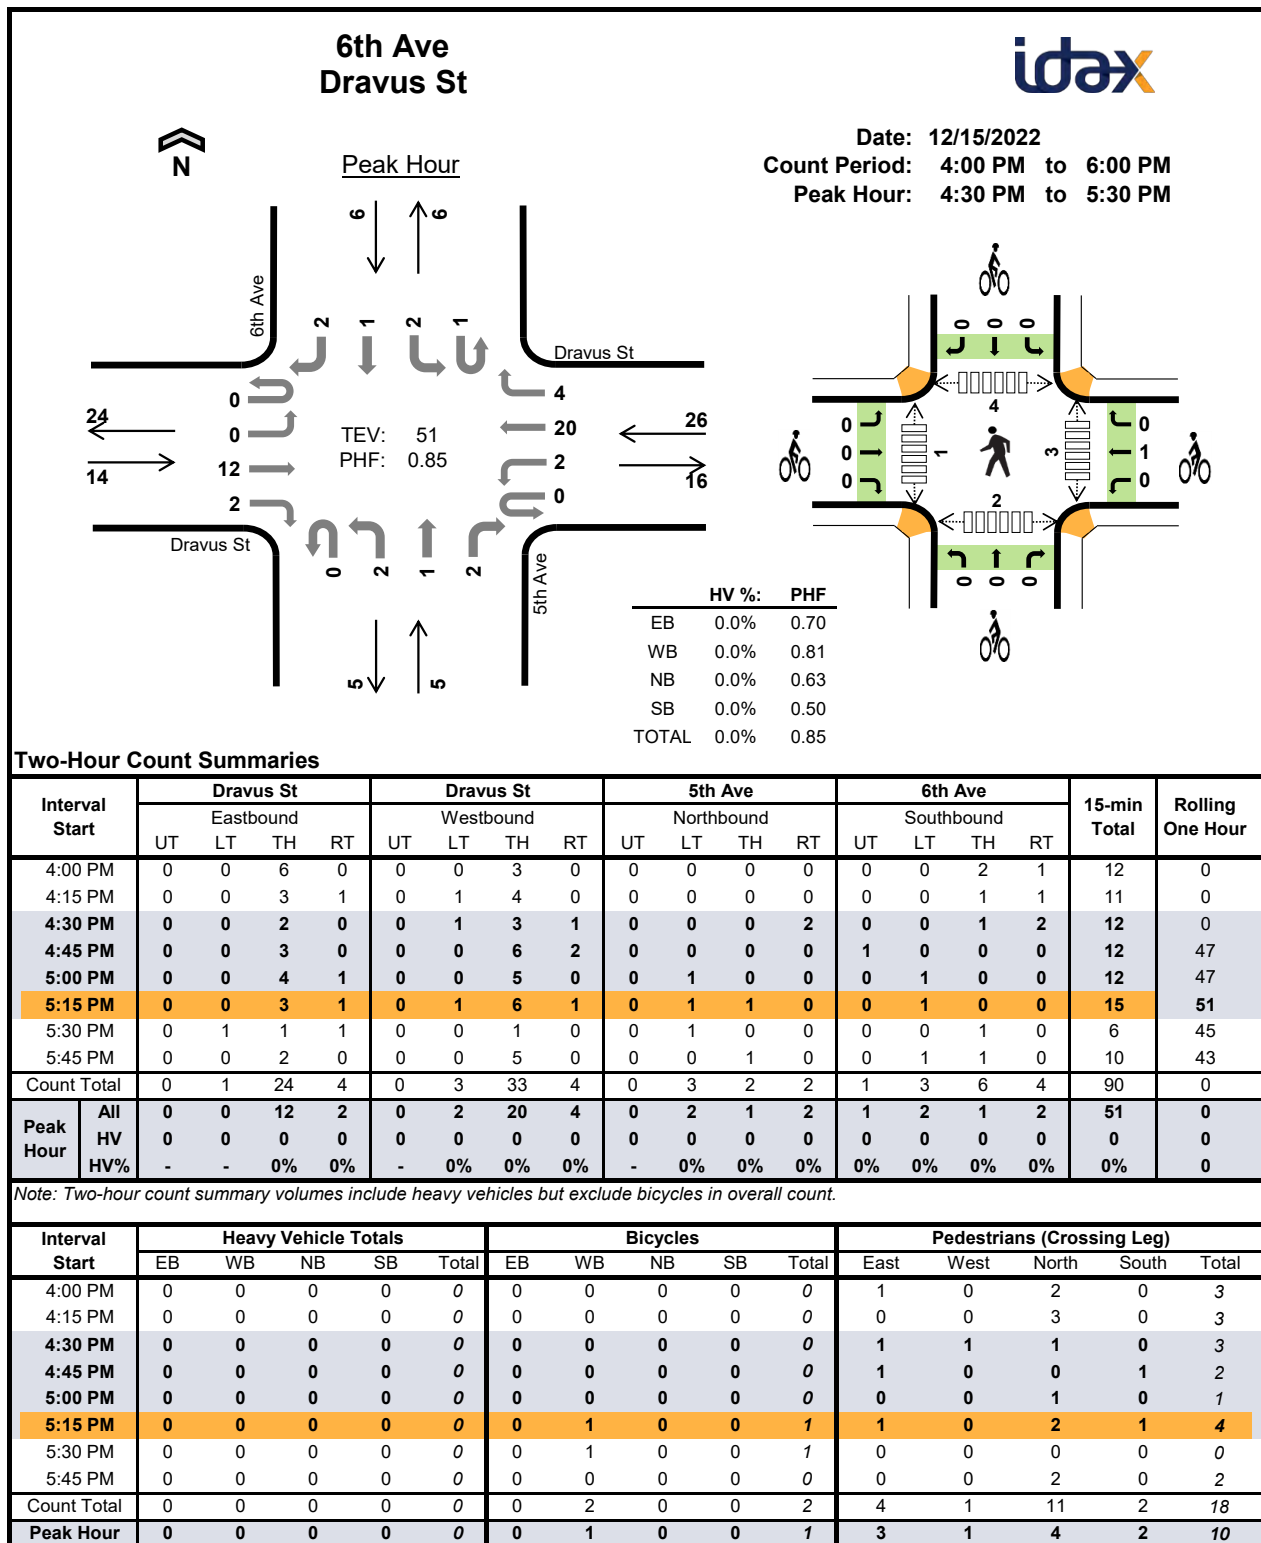 6th Ave
Dravus St
idax
N
Peak Hour
Date: 12/15/2022
Count Period: 4:00 PM to 6:00 PM
Peak Hour: 4:30 PM to 5:30 PM
6 6
6th Ave
2 1 2 1
Dravus St
0 4
24 0 TEV: 51 20 26
14 12 PHF: 0.85 2 16
2 0
Dravus St
0 2 1 2
5th Ave
5 5
0 0 0
4
0 0
0 1 3 1
0 0
2
0 0 0
HV %: PHF
EB 0.0% 0.70
WB 0.0% 0.81
NB 0.0% 0.63
SB 0.0% 0.50
TOTAL 0.0% 0.85
Two-Hour Count Summaries
Interval Start Dravus St Dravus St 5th Ave 6th Ave 15-min Total Rolling One Hour
Eastbound Westbound Northbound Southbound
UT LT TH RT UT LT TH RT UT LT TH RT UT LT TH RT
4:00 PM 0 0 6 0 0 0 3 0 0 0 0 0 0 0 2 1 12 0
4:15 PM 0 0 3 1 0 1 4 0 0 0 0 0 0 0 1 1 11 0
4:30 PM 0 0 2 0 0 1 3 1 0 0 0 2 0 0 1 2 12 0
4:45 PM 0 0 3 0 0 0 6 2 0 0 0 0 1 0 0 0 12 47
5:00 PM 0 0 4 1 0 0 5 0 0 1 0 0 0 1 0 0 12 47
5:15 PM 0 0 3 1 0 1 6 1 0 1 1 0 0 1 0 0 15 51
5:30 PM 0 1 1 1 0 0 1 0 0 1 0 0 0 0 1 0 6 45
5:45 PM 0 0 2 0 0 0 5 0 0 0 1 0 0 1 1 0 10 43
Count Total 0 1 24 4 0 3 33 4 0 3 2 2 1 3 6 4 90 0
Peak Hour All 0 0 12 2 0 2 20 4 0 2 1 2 1 2 1 2 51 0
HV 0 0 0 0 0 0 0 0 0 0 0 0 0 0 0 0 0 0
HV% - - 0% 0% - 0% 0% 0% - 0% 0% 0% 0% 0% 0% 0% 0% 0
Note: Two-hour count summary volumes include heavy vehicles but exclude bicycles in overall count.
Interval Start Heavy Vehicle Totals Bicycles Pedestrians (Crossing Leg)
EB WB NB SB Total EB WB NB SB Total East West North South Total
4:00 PM 0 0 0 0 0 0 0 0 0 0 1 0 2 0 3
4:15 PM 0 0 0 0 0 0 0 0 0 0 0 0 3 0 3
4:30 PM 0 0 0 0 0 0 0 0 0 0 1 1 1 0 3
4:45 PM 0 0 0 0 0 0 0 0 0 0 1 0 0 1 2
5:00 PM 0 0 0 0 0 0 0 0 0 0 0 0 1 0 1
5:15 PM 0 0 0 0 0 0 1 0 0 1 1 0 2 1 4
5:30 PM 0 0 0 0 0 0 1 0 0 1 0 0 0 0 0
5:45 PM 0 0 0 0 0 0 0 0 0 0 0 0 2 0 2
Count Total 0 0 0 0 0 0 2 0 0 2 4 1 11 2 18
Peak Hour 0 0 0 0 0 0 1 0 0 1 3 1 4 2 10